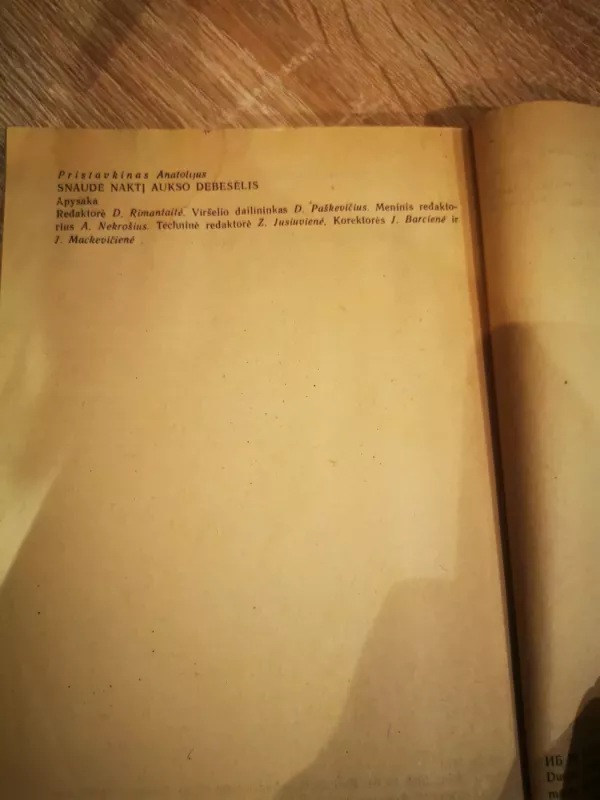 Pristavkinas Anatolijus
SNAUDĖ NAKTĮ AUKSO DEBESĖLIS
Apysaka
Redaktorė D. Rimantaitė. Viršelio dailininkas D. Paškevičius. Meninis redakto-
rius A. Nekrošius. Techninė redaktorė Z. Jusiuvienė. Korektorės J. Barcienė ir
J. Mackevičienė
ИБ